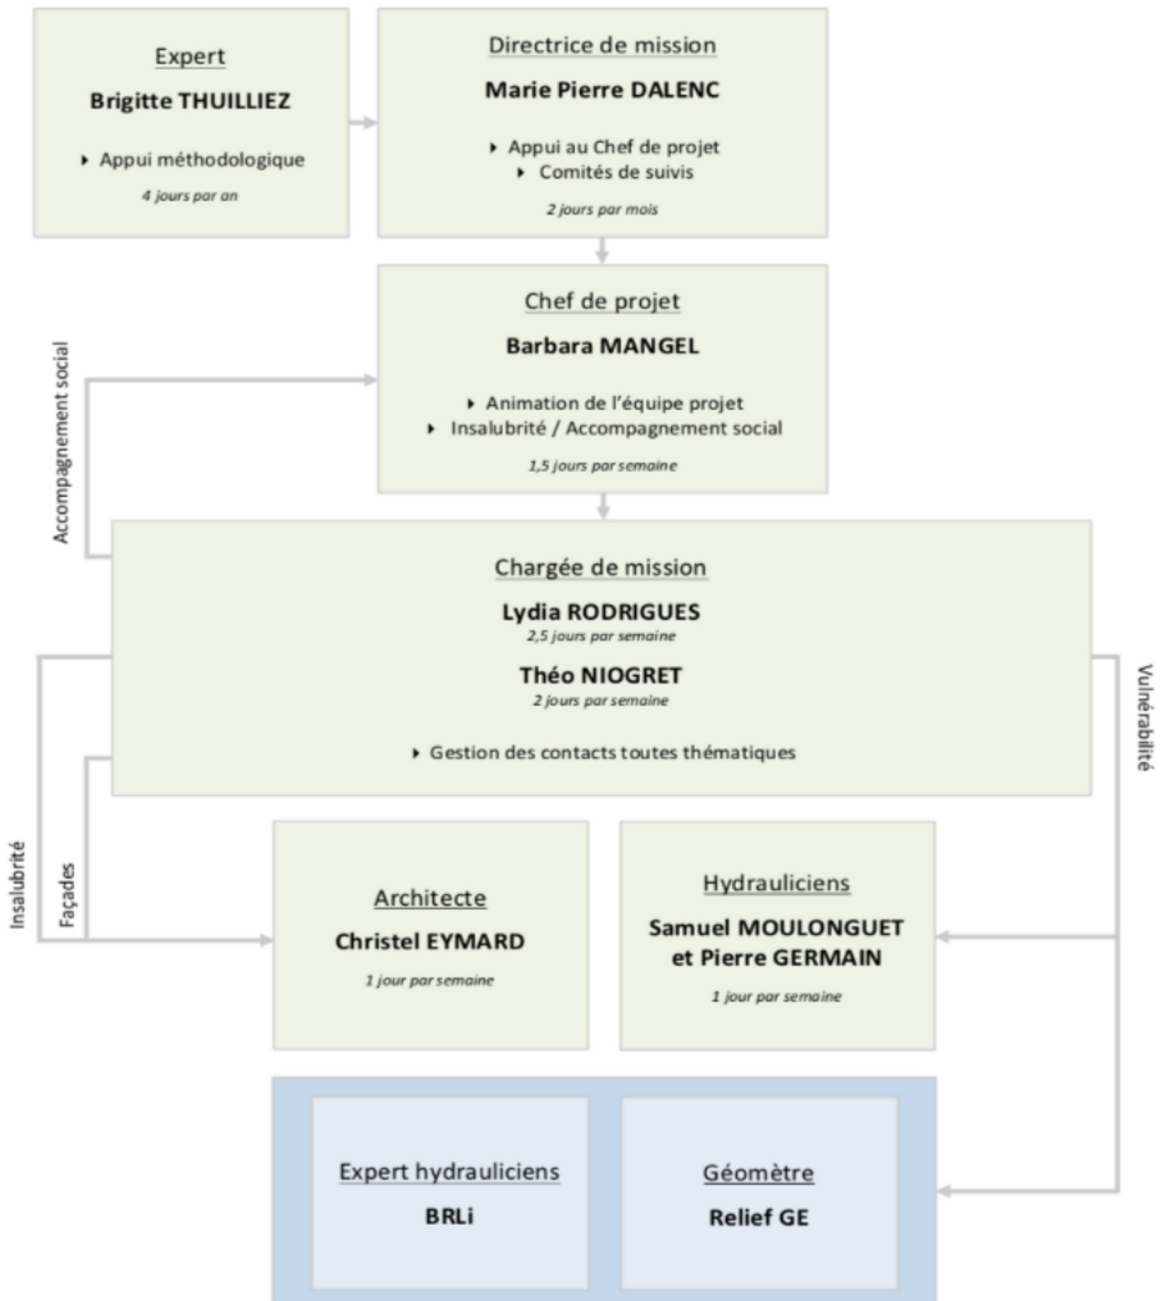 Expert
Brigitte THUILLIEZ
‣ Appui méthodologique
4 jours par an
Directrice de mission
Marie Pierre DALENC
‣ Appui au Chef de projet
‣ Comités de suivis
2 jours par mois
Chef de projet
Barbara MANGEL
‣ Animation de l'équipe projet
‣ Insalubrité / Accompagnement social
1,5 jours par semaine
Accompagnement social
Chargée de mission
Lydia RODRIGUES
2,5 jours par semaine
Théo NIOGRET
2 jours par semaine
‣ Gestion des contacts toutes thématiques
Vulnérabilité
Insalubrité
Façades
Architecte
Christel EYMARD
1 jour par semaine
Hydrauliciens
Samuel MOULONGUET
et Pierre GERMAIN
1 jour par semaine
Expert hydrauliciens
BRLi
Géomètre
Relief GE